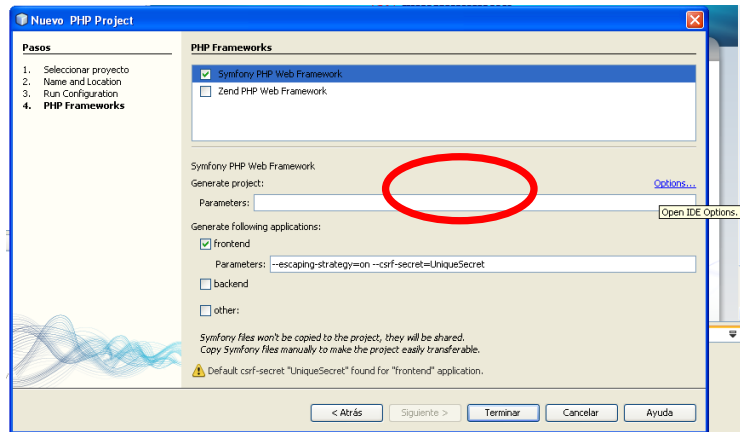 Nuevo PHP Project
Pasos
1. Seleccionar proyecto
2. Name and Location
3. Run Configuration
4. PHP Frameworks
PHP Frameworks
Symfony PHP Web Framework
Zend PHP Web Framework
Symfony PHP Web Framework
Generate project:
Options...
Parameters:
Open IDE Options.
Generate following applications:
frontend
Parameters: --escaping-strategy=on --csrf-secret=UniqueSecret
backend
other:
Symfony files won't be copied to the project, they will be shared.
Copy Symfony files manually to make the project easily transferable.
Default csrf-secret "UniqueSecret" found for "frontend" application.
< Atrás Siguiente > Terminar Cancelar Ayuda